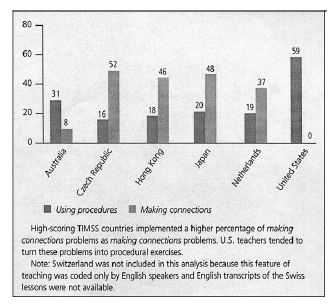 80
60
40
20
0
31
8
16
52
18
46
20
48
19
37
59
0
Australia
Czech Republic
Hong Kong
Japan
Netherlands
United States
Using procedures
Making connections
High-scoring TIMSS countries implemented a higher percentage of making
connections problems as making connections problems. U.S. teachers tended to
turn these problems into procedural exercises.
Note: Switzerland was not included in this analysis because this feature of
teaching was coded only by English speakers and English transcripts of the Swiss
lessons were not available.